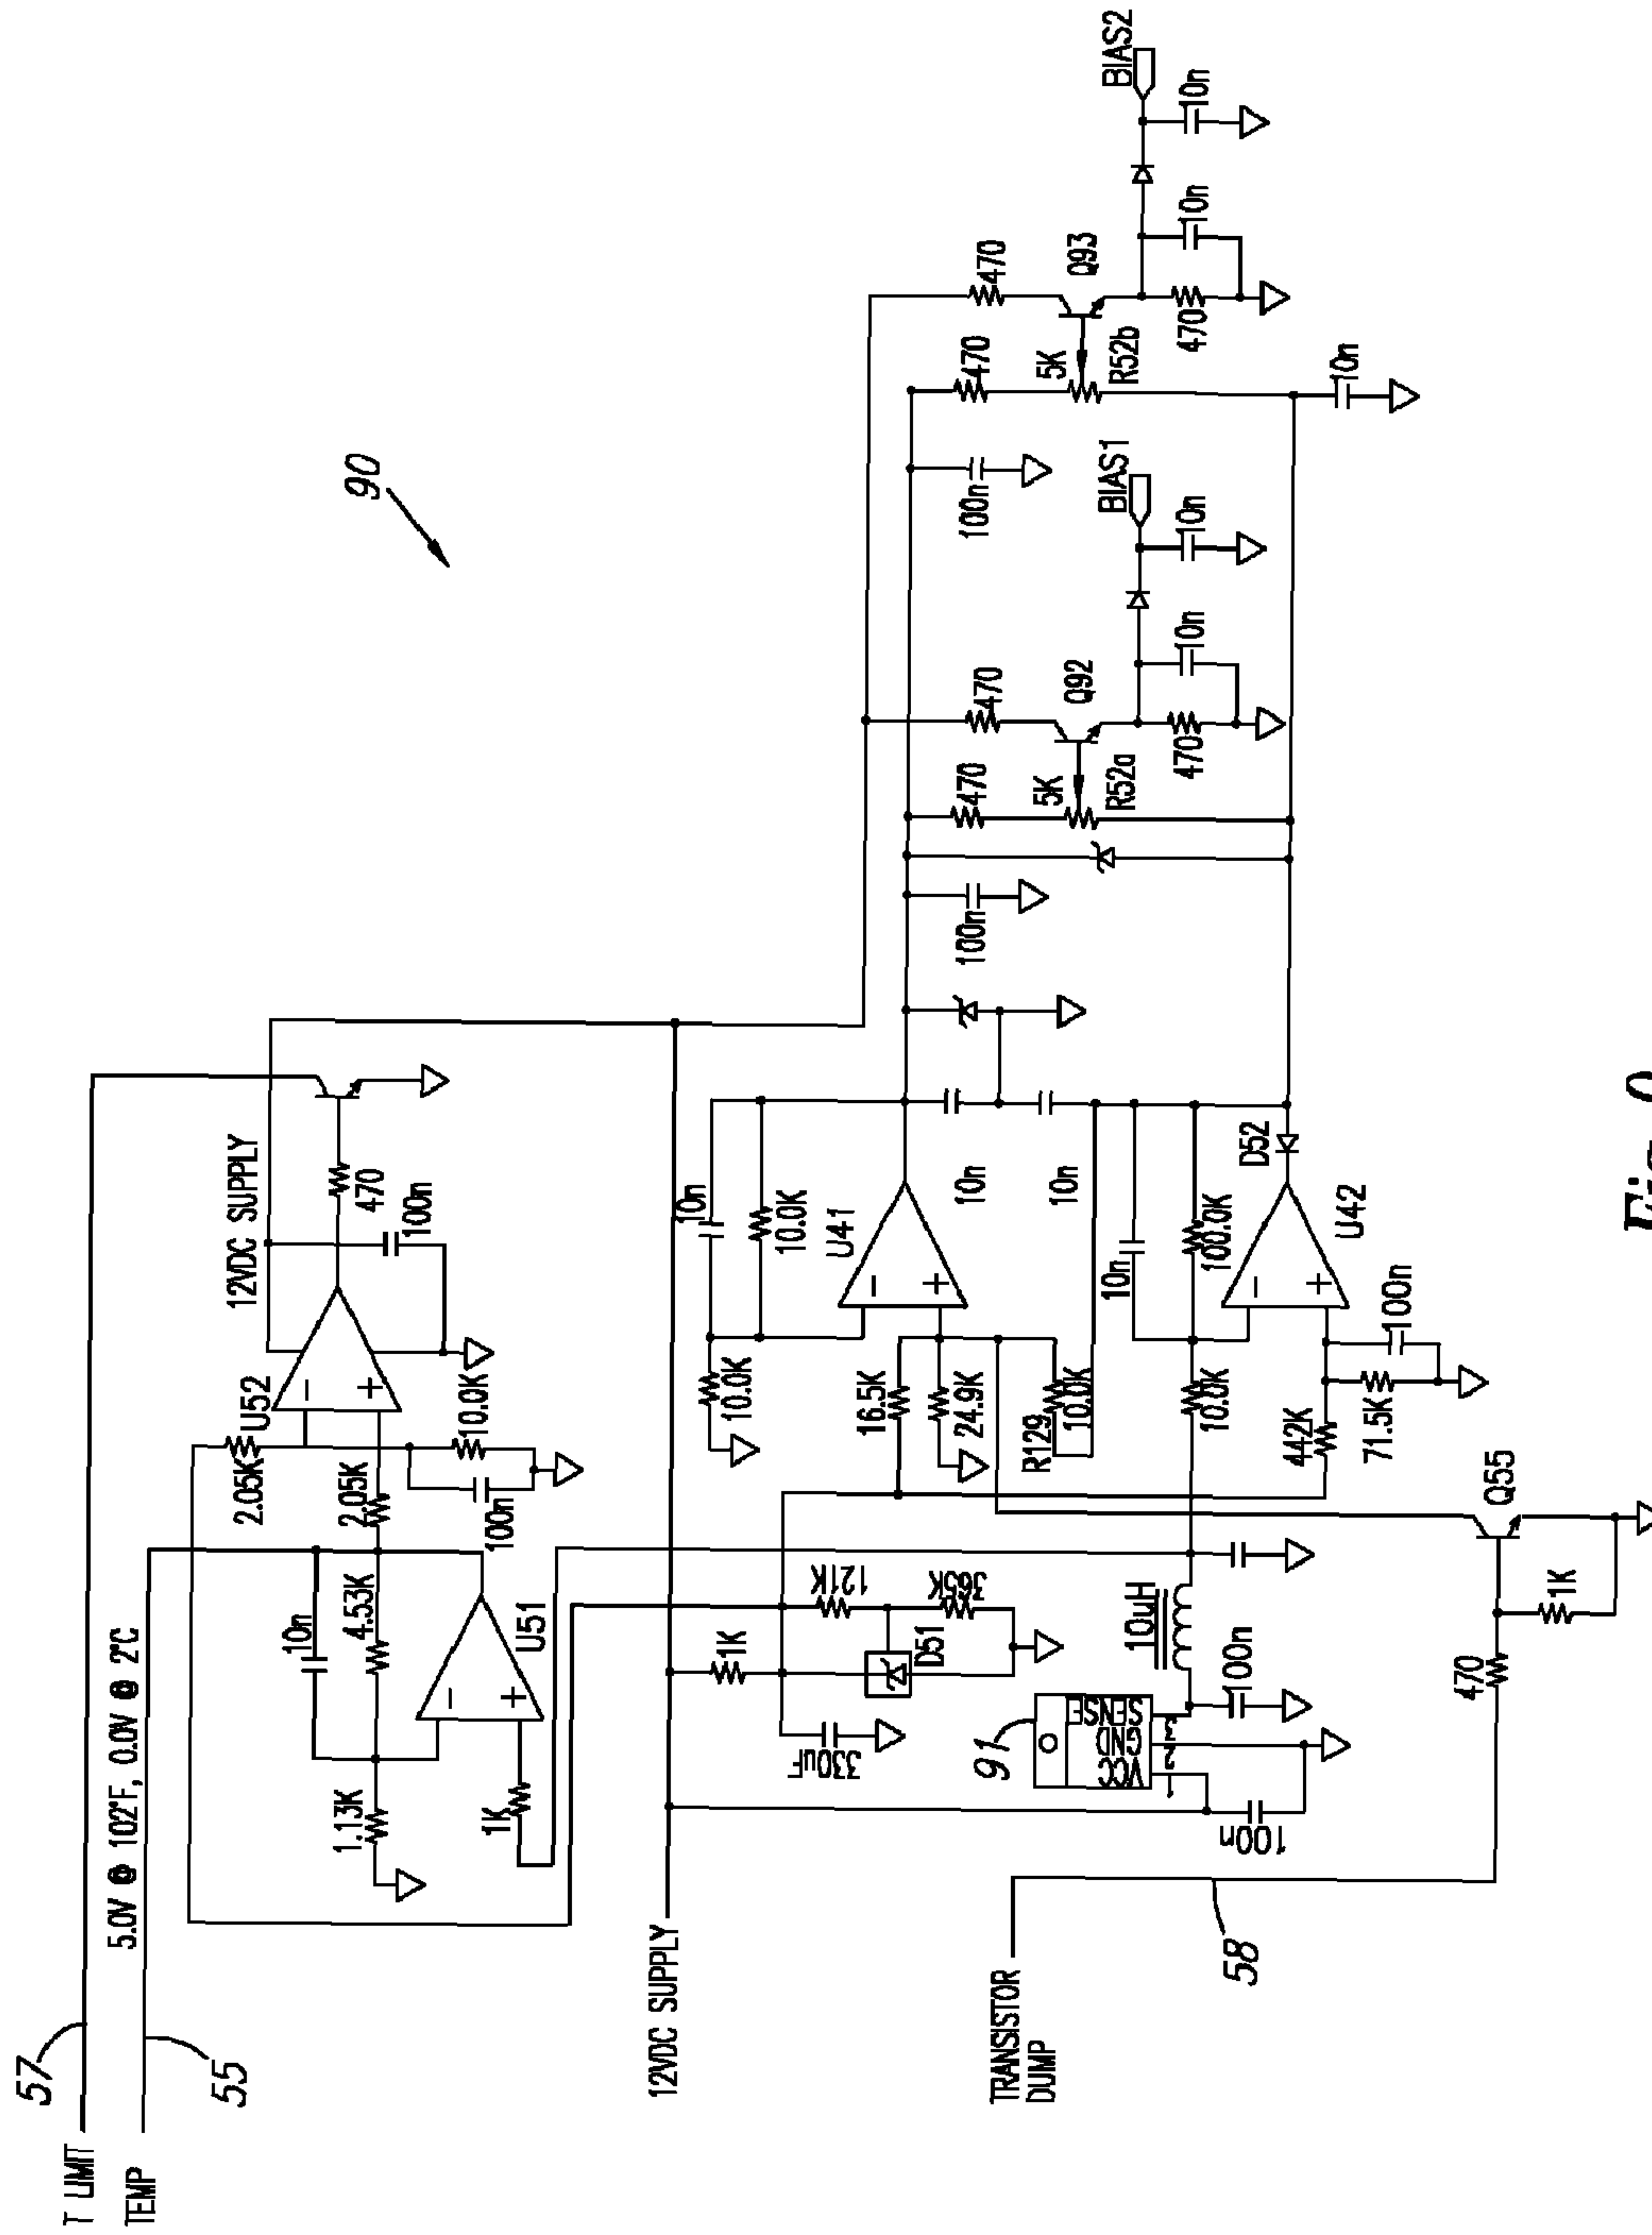 T LIMIT
57
TEMP
5.0V @ 102°F, 0.0V @ 2°C
55
90
2.05K
U52
12VDC SUPPLY
470
100n
10.0K
100n
2.05K
10n
4.53K
1.13K
U51
1K
12VDC SUPPLY
1K
330uF
121K
365K
D51
10.0K
10n
10.0K
U41
16.5K
24.9K
R129
10.0K
10n
10n
100n
470
5K
R52a
470
Q92
470
10n
BIAS1
10n
100n
470
5K
R52b
470
Q93
470
10n
BIAS2
10n
10n
91
VCC
GND
SENSE
1
2
3
100n
100n
10uH
10.0K
10n
100.0K
D52
U42
442K
71.5K
100n
TRANSISTOR
DUMP
58
470
1K
Q55